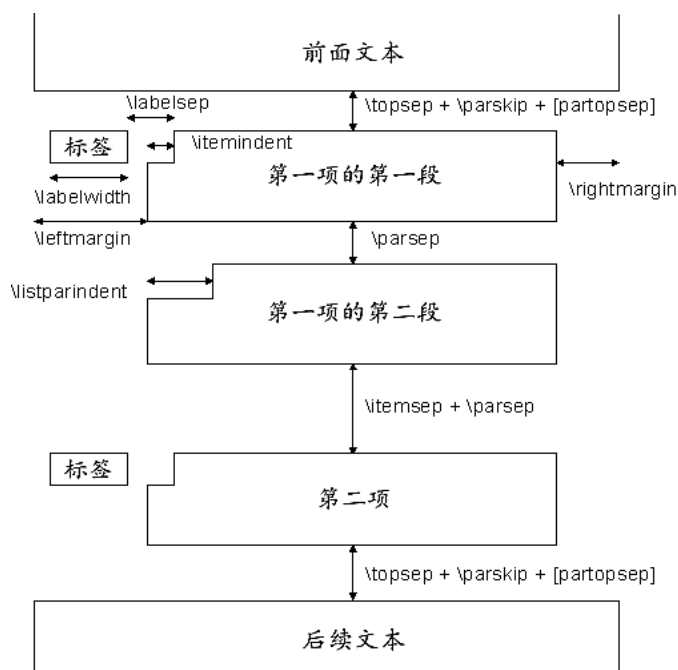 前面文本
\labelsep
\topsep + \parskip + [partopsep]
标签
\itemindent
第一项的第一段
\labelwidth
\rightmargin
\leftmargin
\parsep
\listparindent
第一项的第二段
\itemsep + \parsep
标签
第二项
\topsep + \parskip + [partopsep]
后续文本